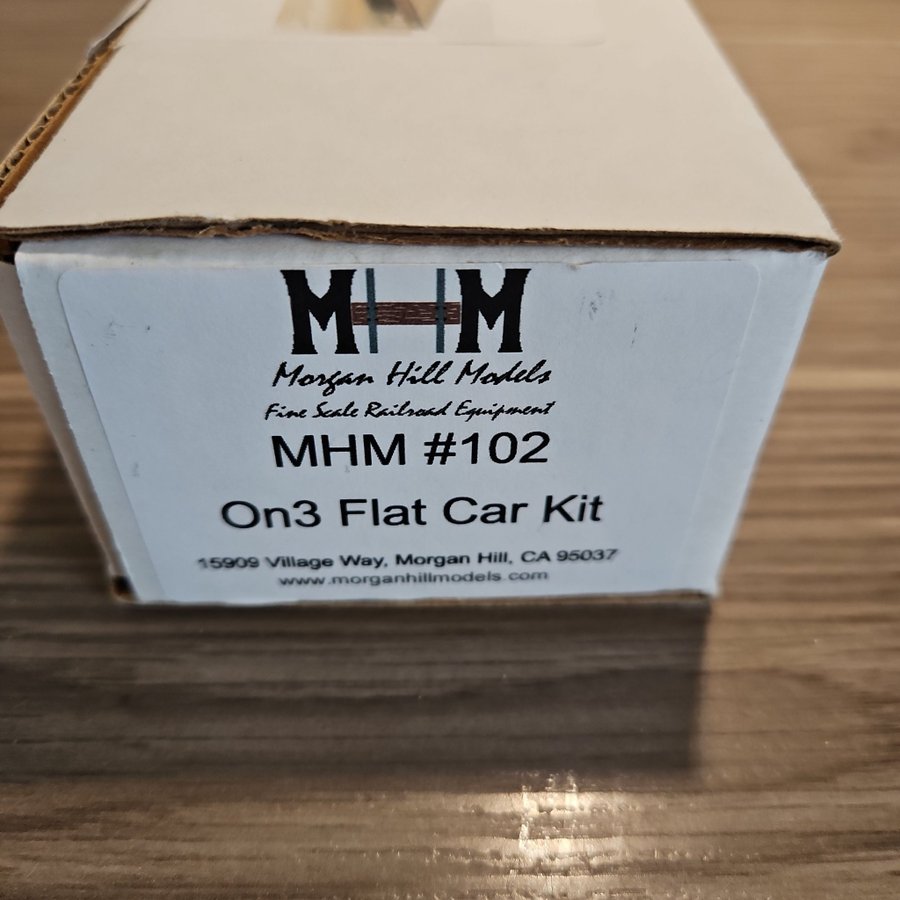 MHM
Morgan Hill Models
Fine Scale Railroad Equipment
MHM #102
On3 Flat Car Kit
15909 Village Way, Morgan Hill, CA 95037
www.morganhillmodels.com